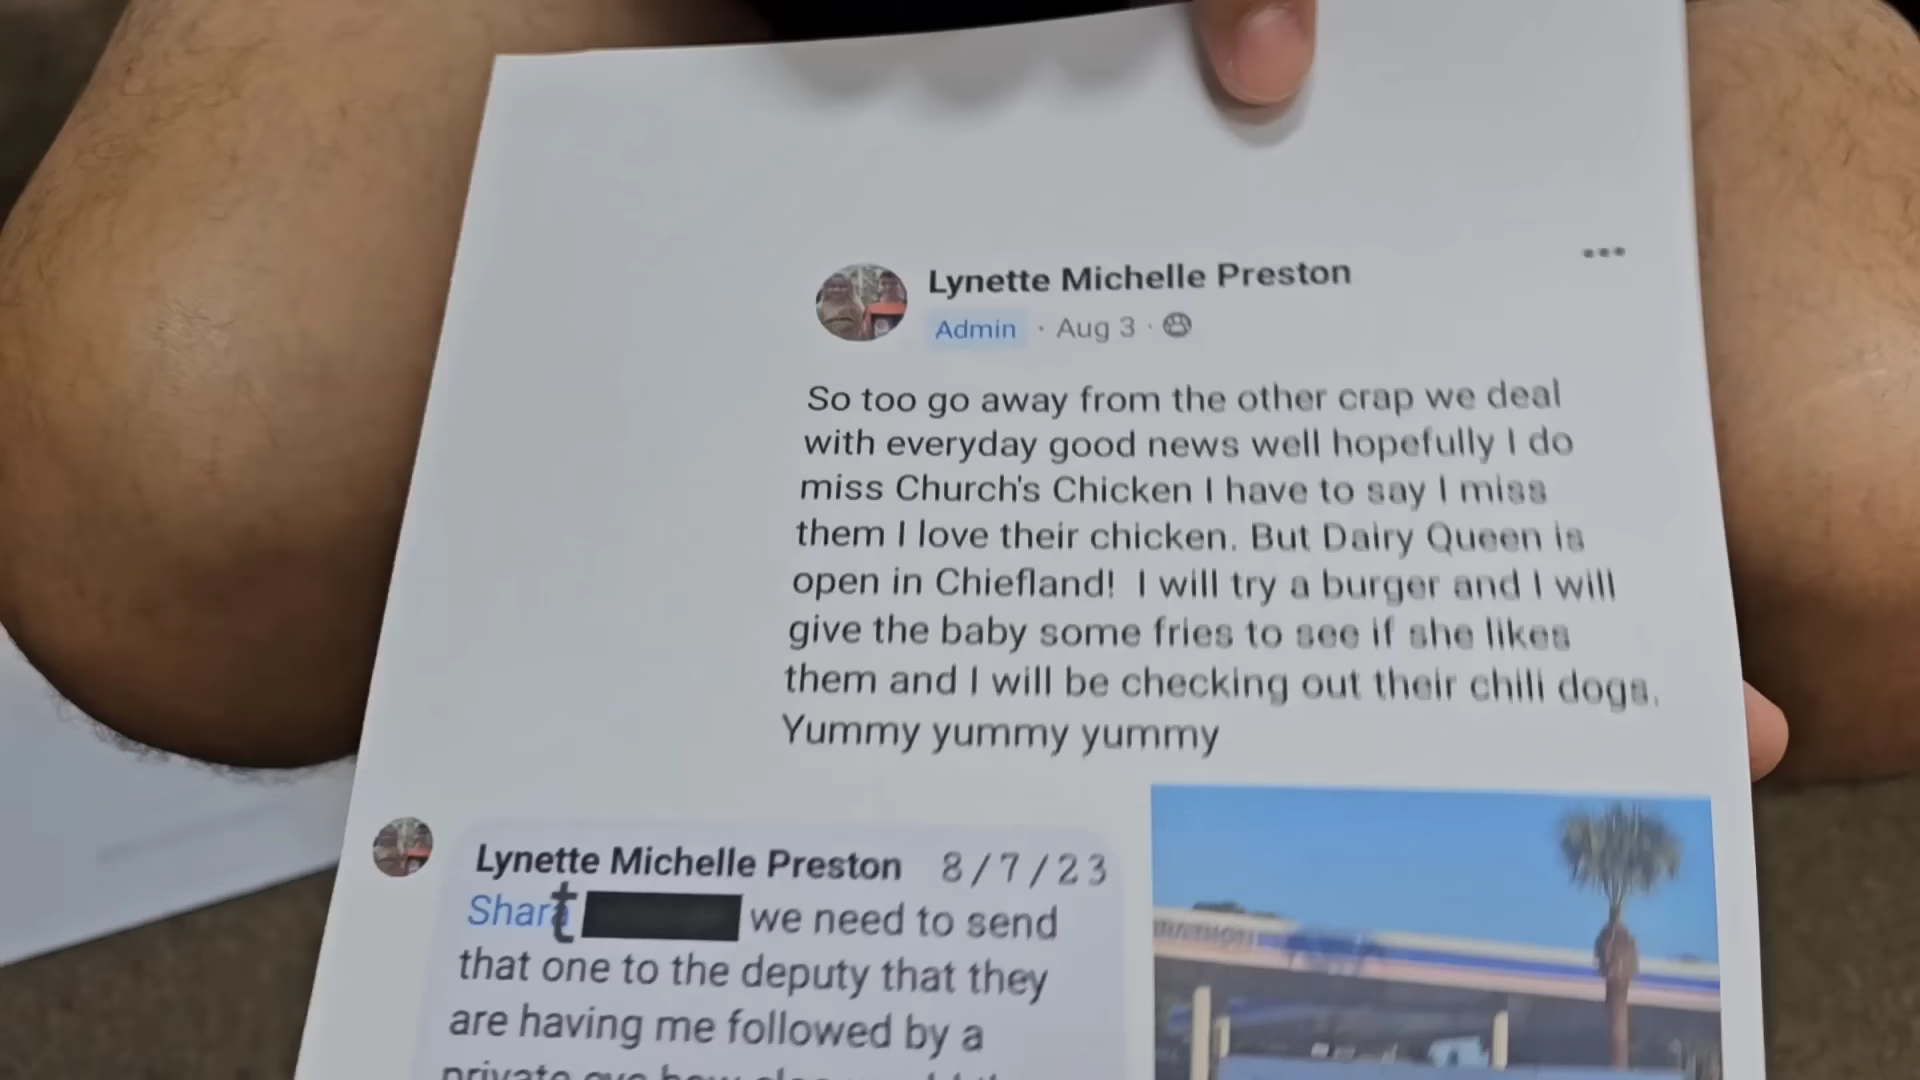 Lynette Michelle Preston
Admin · Aug 3 ·
So too go away from the other crap we deal
with everyday good news well hopefully I do
miss Church's Chicken I have to say I miss
them I love their chicken. But Dairy Queen is
open in Chiefland! I will try a burger and I will
give the baby some fries to see if she likes
them and I will be checking out their chili dogs.
Yummy yummy yummy
Lynette Michelle Preston 8/7/23
we need to send
that one to the deputy that they
are having me followed by a
private eye how